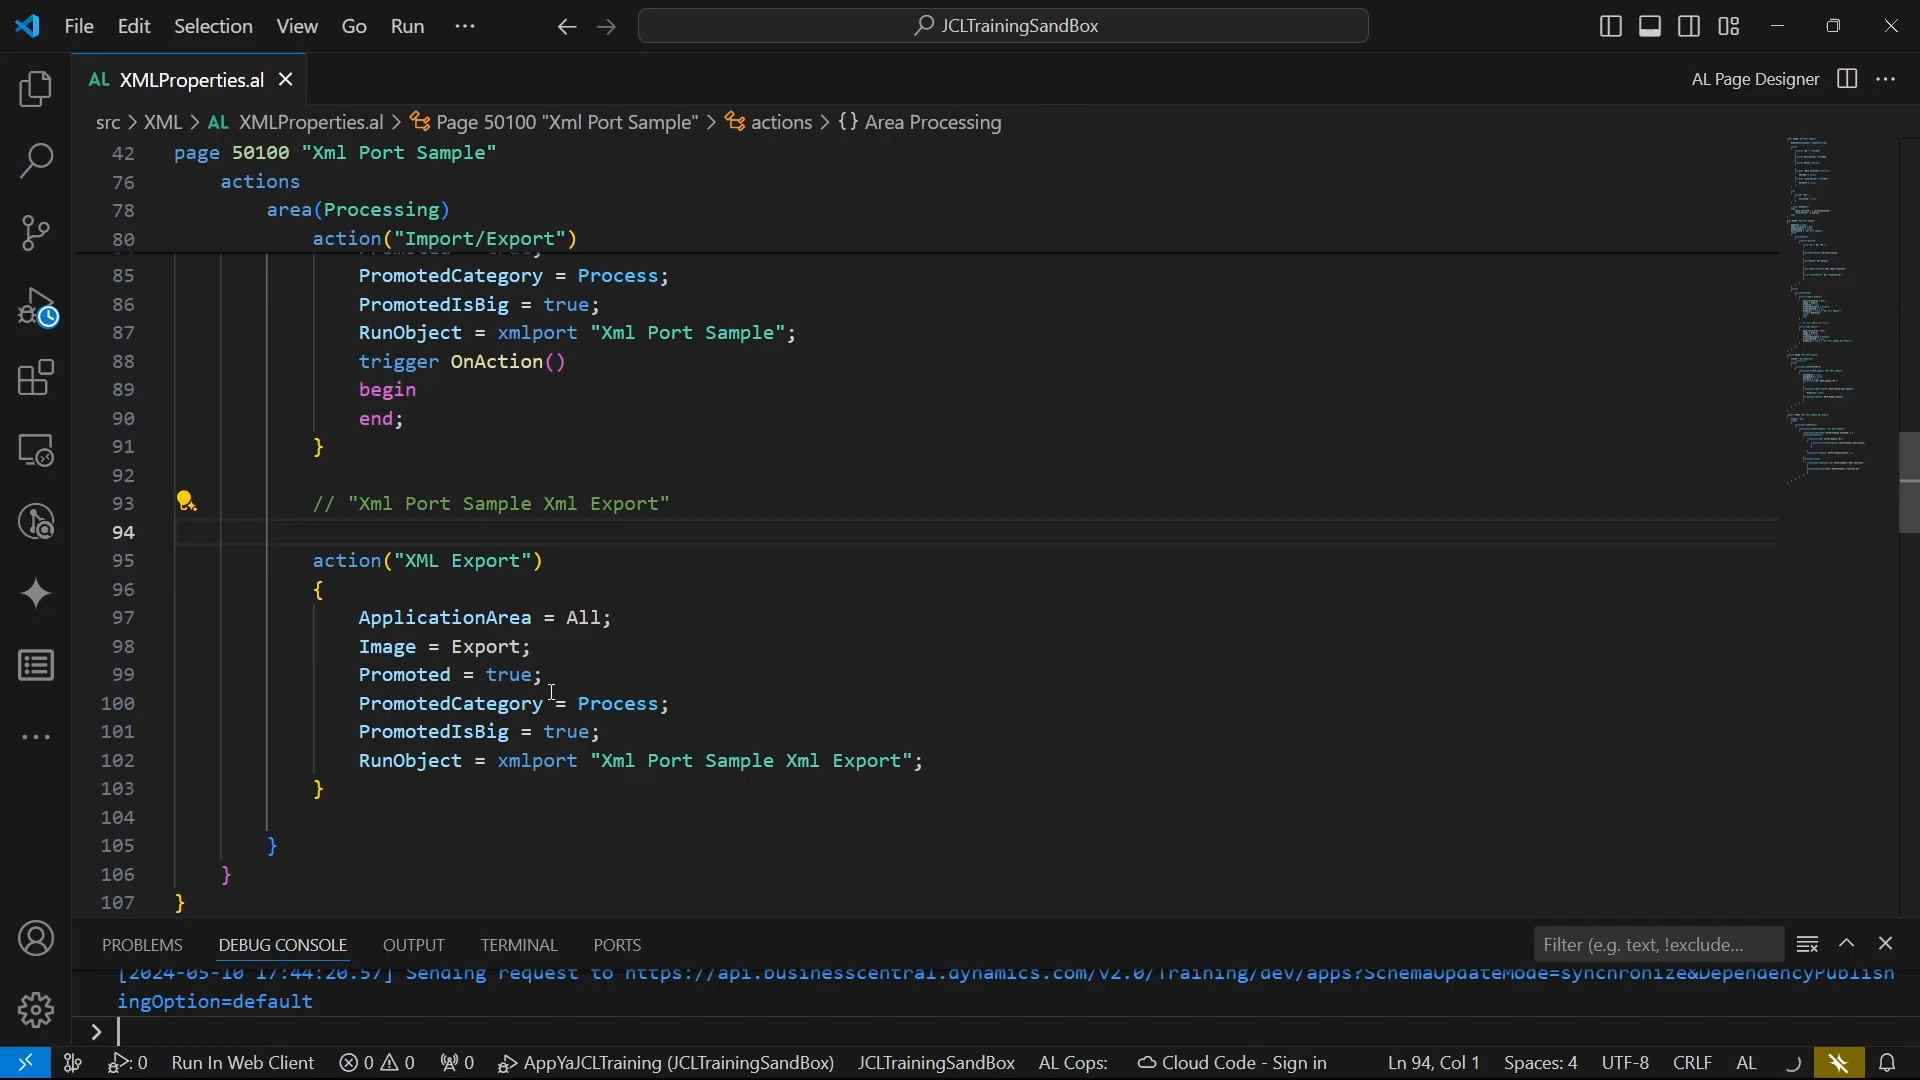 File Edit Selection View Go Run ··· JCLTrainingSandBox
AL XMLProperties.al AL Page Designer
src > XML > AL XMLProperties.al > Page 50100 "Xml Port Sample" > actions > {} Area Processing
42 page 50100 "Xml Port Sample"
76 actions
78 area(Processing)
80 action("Import/Export")
85 PromotedCategory = Process;
86 PromotedIsBig = true;
87 RunObject = xmlport "Xml Port Sample";
88 trigger OnAction()
89 begin
90 end;
91 }
92
93 // "Xml Port Sample Xml Export"
94
95 action("XML Export")
96 {
97 ApplicationArea = All;
98 Image = Export;
99 Promoted = true;
100 PromotedCategory = Process;
101 PromotedIsBig = true;
102 RunObject = xmlport "Xml Port Sample Xml Export";
103 }
104
105 }
106 }
107 }
PROBLEMS DEBUG CONSOLE OUTPUT TERMINAL PORTS Filter (e.g. text, !exclude...
[2024-05-10 17:44:20.57] Sending request to https://api.businesscentral.dynamics.com/v2.0/Training/dev/apps?SchemaUpdateMode=synchronize&DependencyPublish
ingOption=default
>
0 Run In Web Client 0 0 0 AppYaJCLTraining (JCLTrainingSandBox) JCLTrainingSandBox AL Cops: Cloud Code - Sign in Ln 94, Col 1 Spaces: 4 UTF-8 CRLF AL